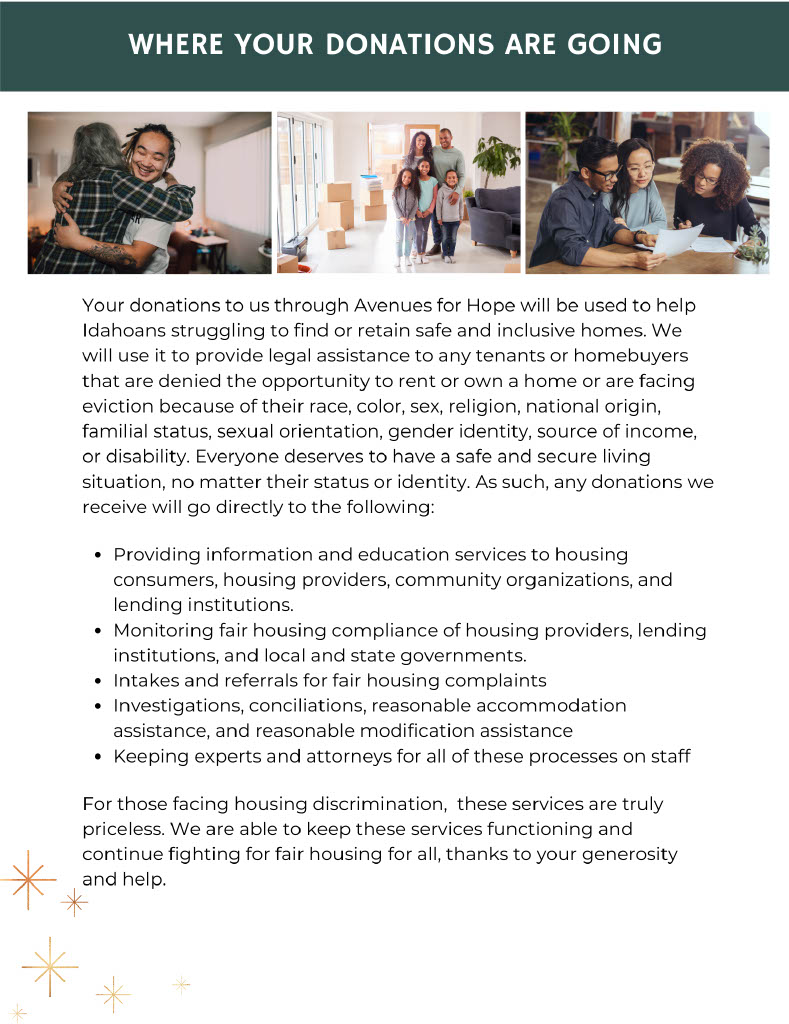 WHERE YOUR DONATIONS ARE GOING
Your donations to us through Avenues for Hope will be used to help
Idahoans struggling to find or retain safe and inclusive homes. We
will use it to provide legal assistance to any tenants or homebuyers
that are denied the opportunity to rent or own a home or are facing
eviction because of their race, color, sex, religion, national origin,
familial status, sexual orientation, gender identity, source of income,
or disability. Everyone deserves to have a safe and secure living
situation, no matter their status or identity. As such, any donations we
receive will go directly to the following:
• Providing information and education services to housing
consumers, housing providers, community organizations, and
lending institutions.
• Monitoring fair housing compliance of housing providers, lending
institutions, and local and state governments.
• Intakes and referrals for fair housing complaints
• Investigations, conciliations, reasonable accommodation
assistance, and reasonable modification assistance
• Keeping experts and attorneys for all of these processes on staff
For those facing housing discrimination,  these services are truly
priceless. We are able to keep these services functioning and
continue fighting for fair housing for all, thanks to your generosity
and help.